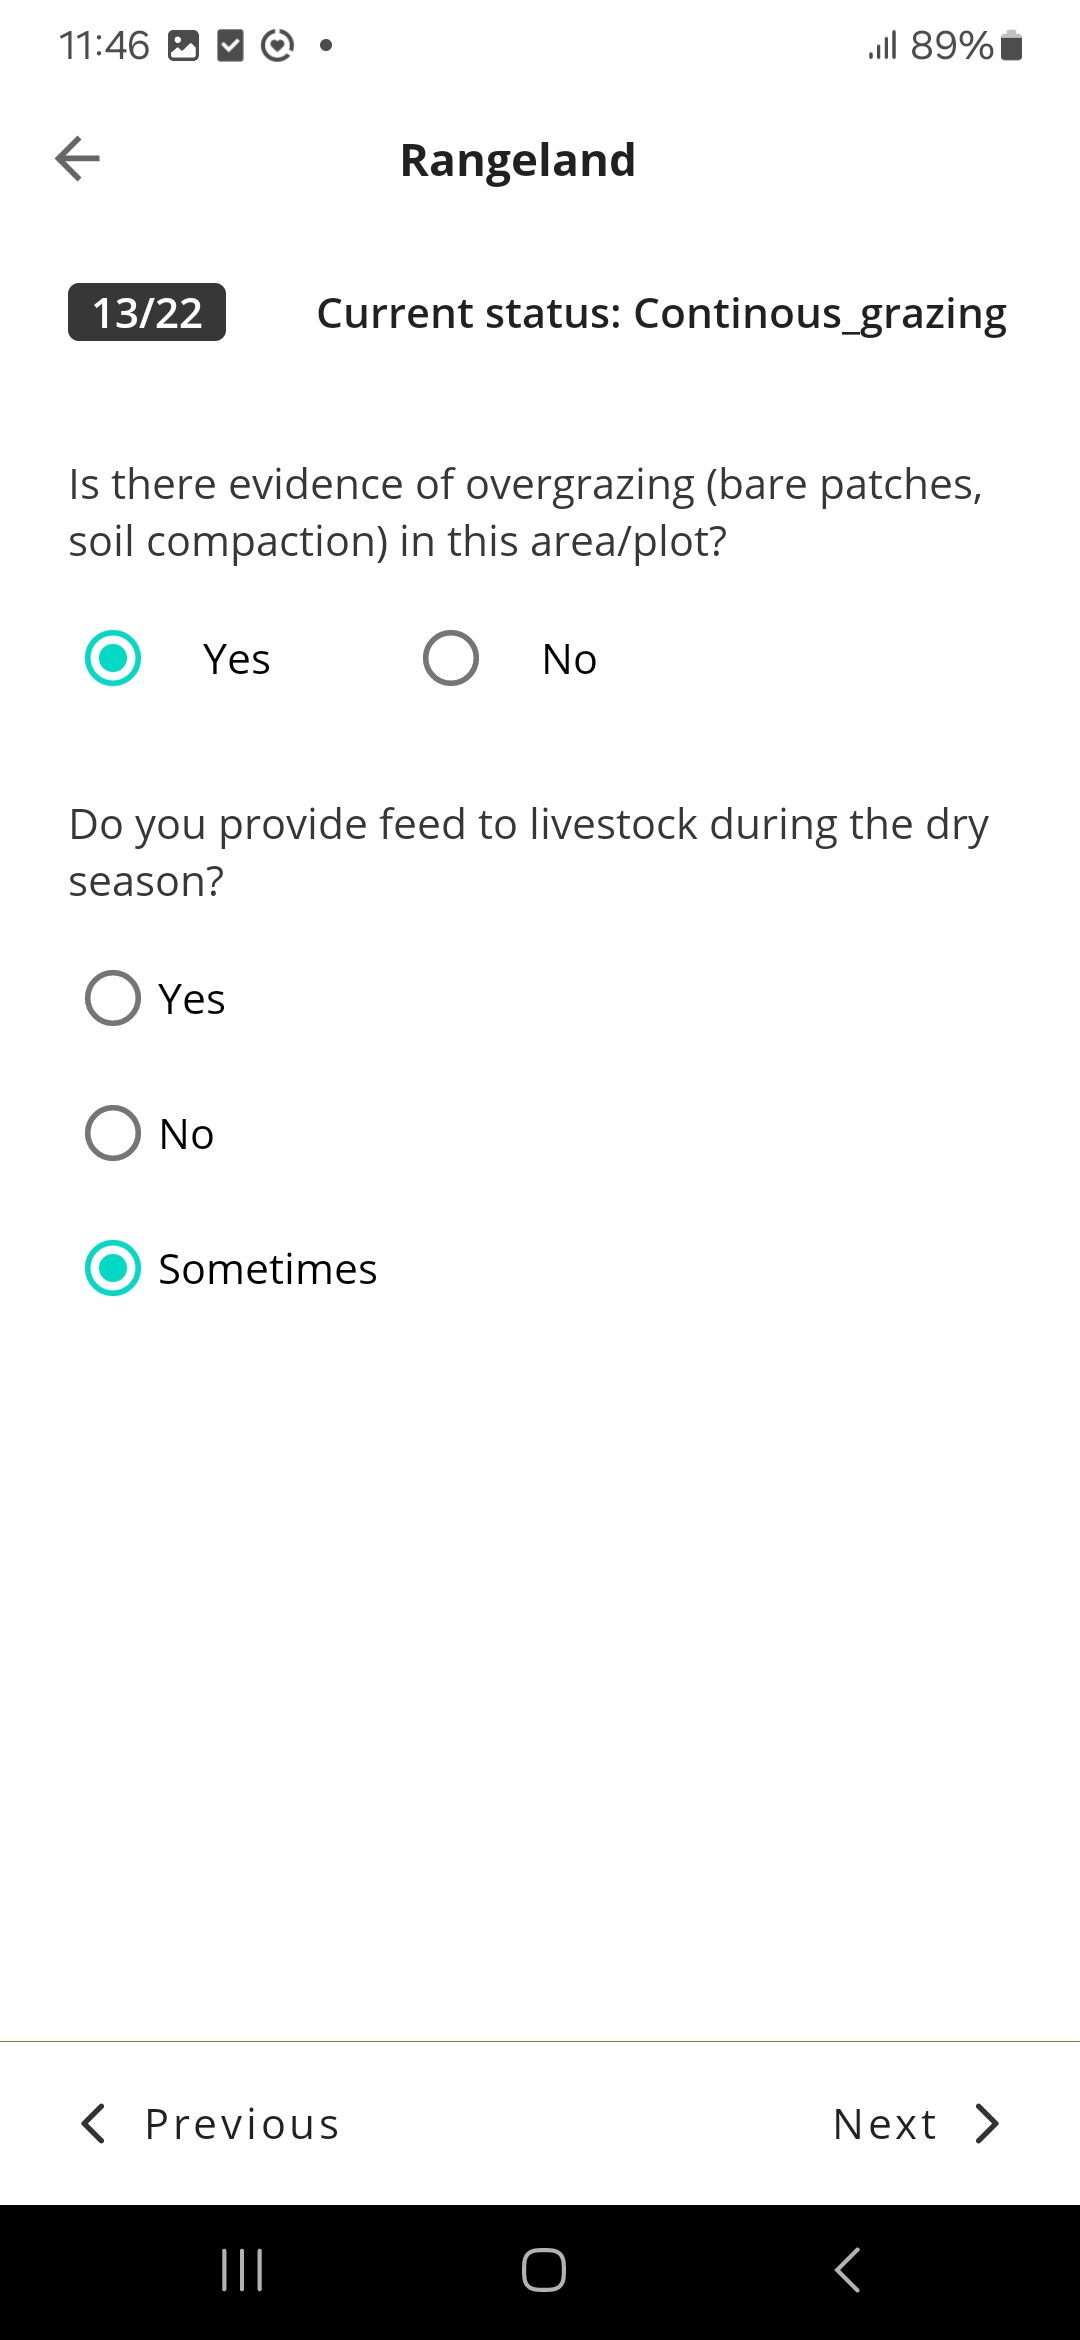 11:46
89%
Rangeland
13/22
Current status: Continous_grazing
Is there evidence of overgrazing (bare patches,
soil compaction) in this area/plot?
Yes
No
Do you provide feed to livestock during the dry
season?
Yes
No
Sometimes
Previous
Next